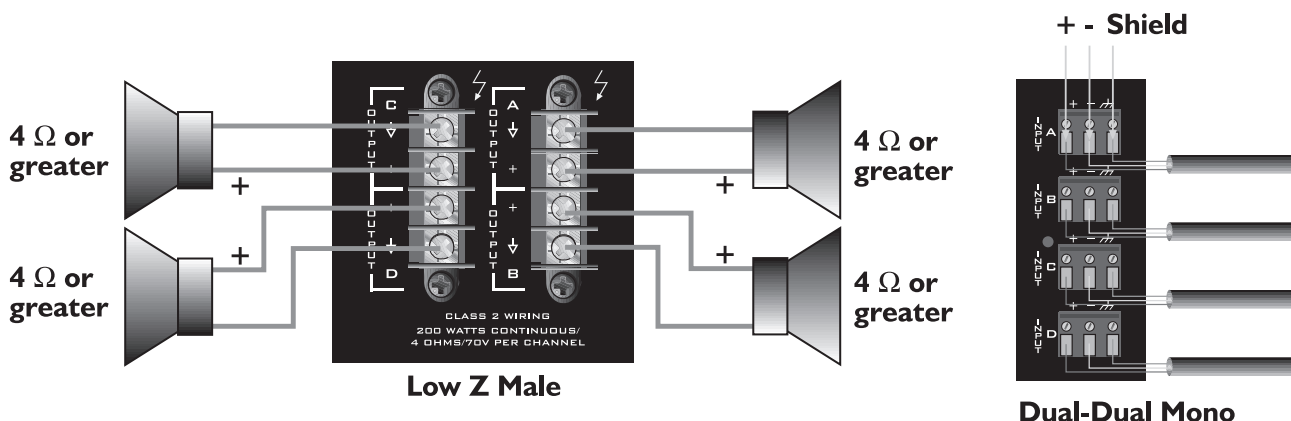 + - Shield
4 Ω or
greater
4 Ω or
greater
+
+
C
OUTPUT
+
+
OUTPUT
D
A
OUTPUT
+
+
OUTPUT
B
CLASS 2 WIRING
200 WATTS CONTINUOUS/
4 OHMS/70V PER CHANNEL
Low Z Male
+
+
4 Ω or
greater
4 Ω or
greater
+ −
INPUT
A
+ −
INPUT
B
+ −
INPUT
C
+ −
INPUT
D
Dual-Dual Mono